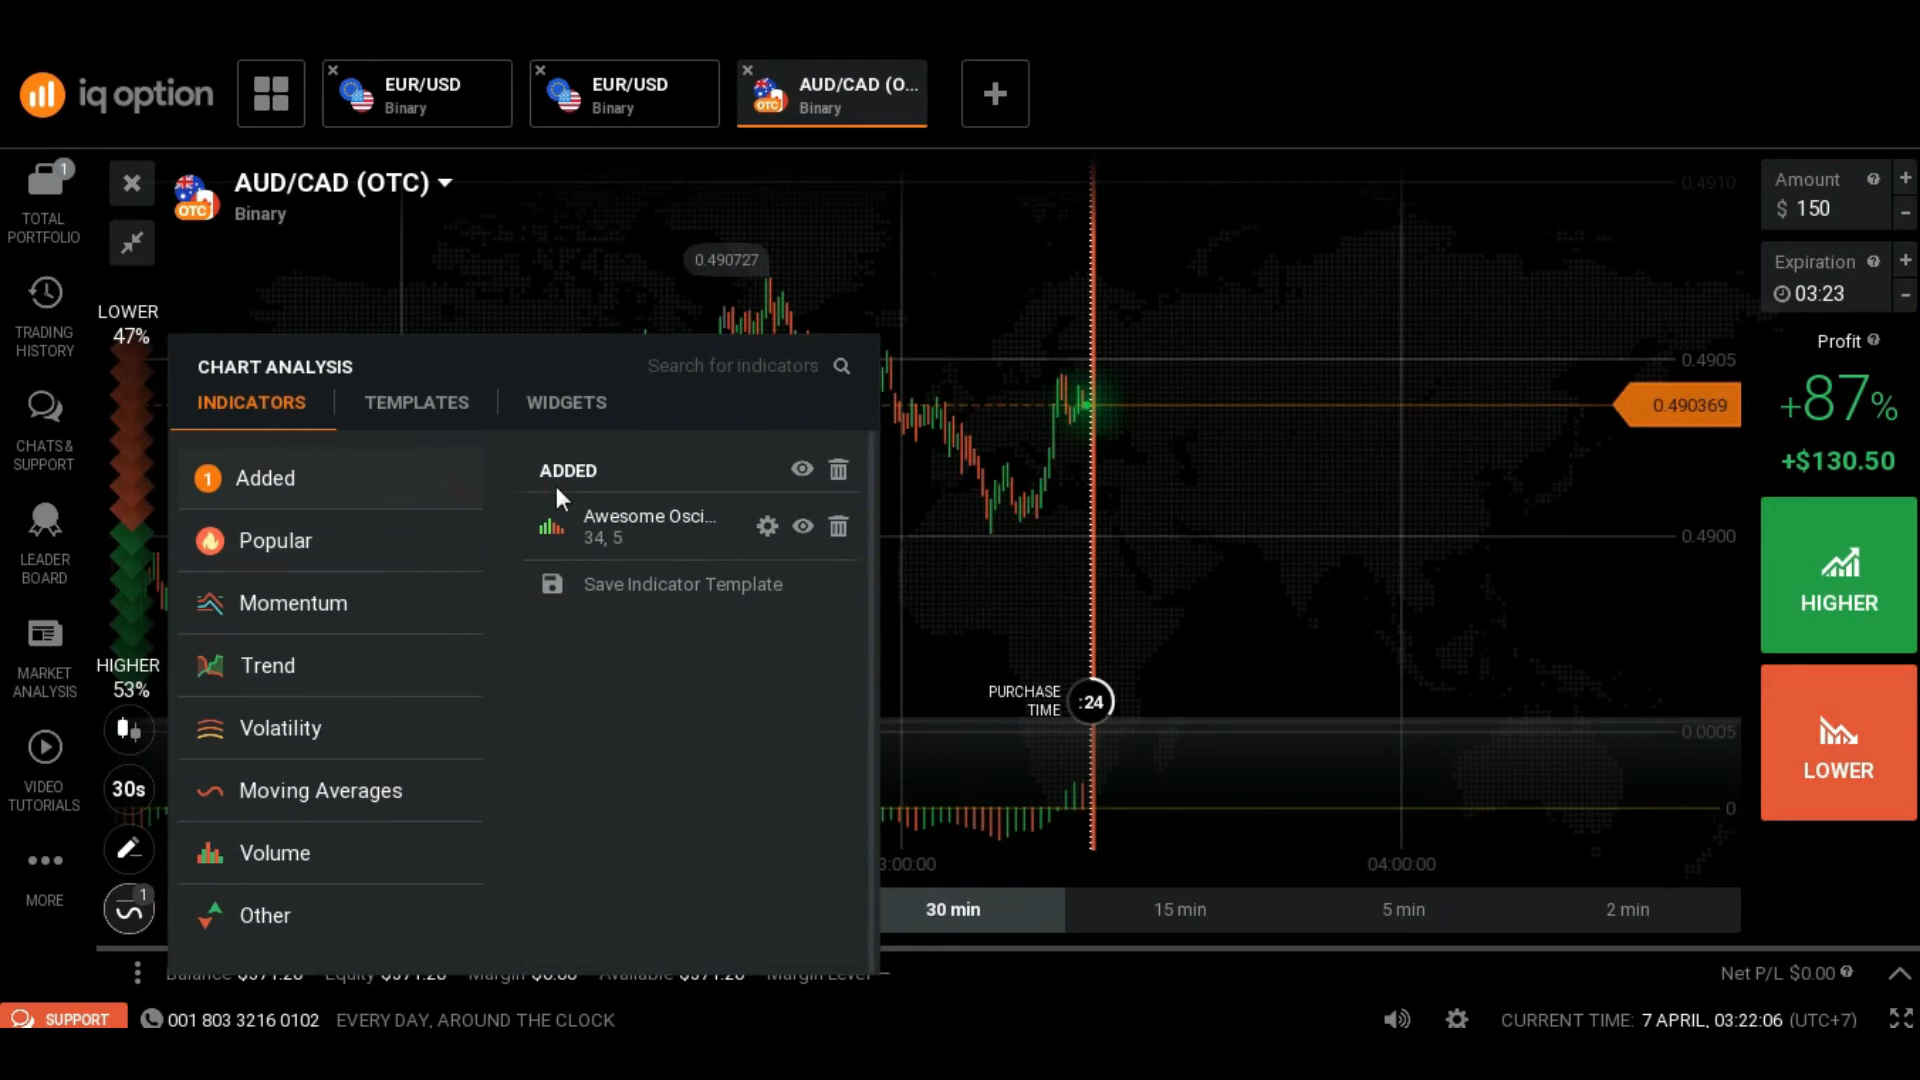 iq option
EUR/USD
Binary
EUR/USD
Binary
AUD/CAD (O...
OTC
Binary
TOTAL
PORTFOLIO
1
TRADING
HISTORY
CHATS &
SUPPORT
LEADER
BOARD
MARKET
ANALYSIS
VIDEO
TUTORIALS
MORE
AUD/CAD (OTC)
OTC
Binary
LOWER
47%
HIGHER
53%
30s
1
0.490727
CHART ANALYSIS
Search for indicators
INDICATORS
TEMPLATES
WIDGETS
1 Added
Popular
Momentum
Trend
Volatility
Moving Averages
Volume
Other
ADDED
Awesome Osci...
34, 5
Save Indicator Template
PURCHASE
TIME
:24
0.4910
0.4905
0.490369
0.4900
0.0005
0
3:00:00
04:00:00
30 min
15 min
5 min
2 min
Amount
$ 150
Expiration
03:23
Profit
+87%
+$130.50
HIGHER
LOWER
Net P/L $0.00
SUPPORT
001 803 3216 0102
EVERY DAY, AROUND THE CLOCK
CURRENT TIME: 7 APRIL, 03:22:06 (UTC+7)